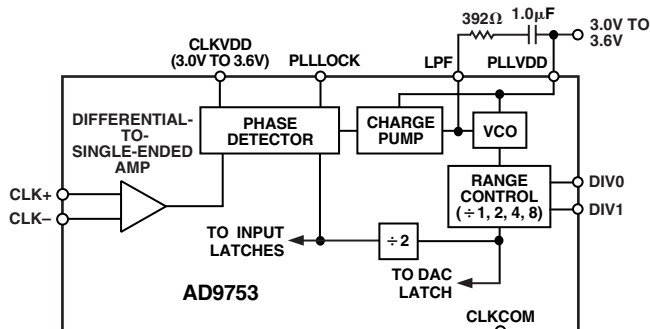 392Ω 1.0μF
3.0V TO
3.6V
CLKVDD
(3.0V TO 3.6V)
PLLLOCK
LPF
PLLVDD
DIFFERENTIAL-
TO-
SINGLE-ENDED
AMP
PHASE
DETECTOR
CHARGE
PUMP
VCO
RANGE
CONTROL
(÷1, 2, 4, 8)
DIV0
DIV1
CLK+
CLK–
TO INPUT
LATCHES
÷2
TO DAC
LATCH
AD9753
CLKCOM